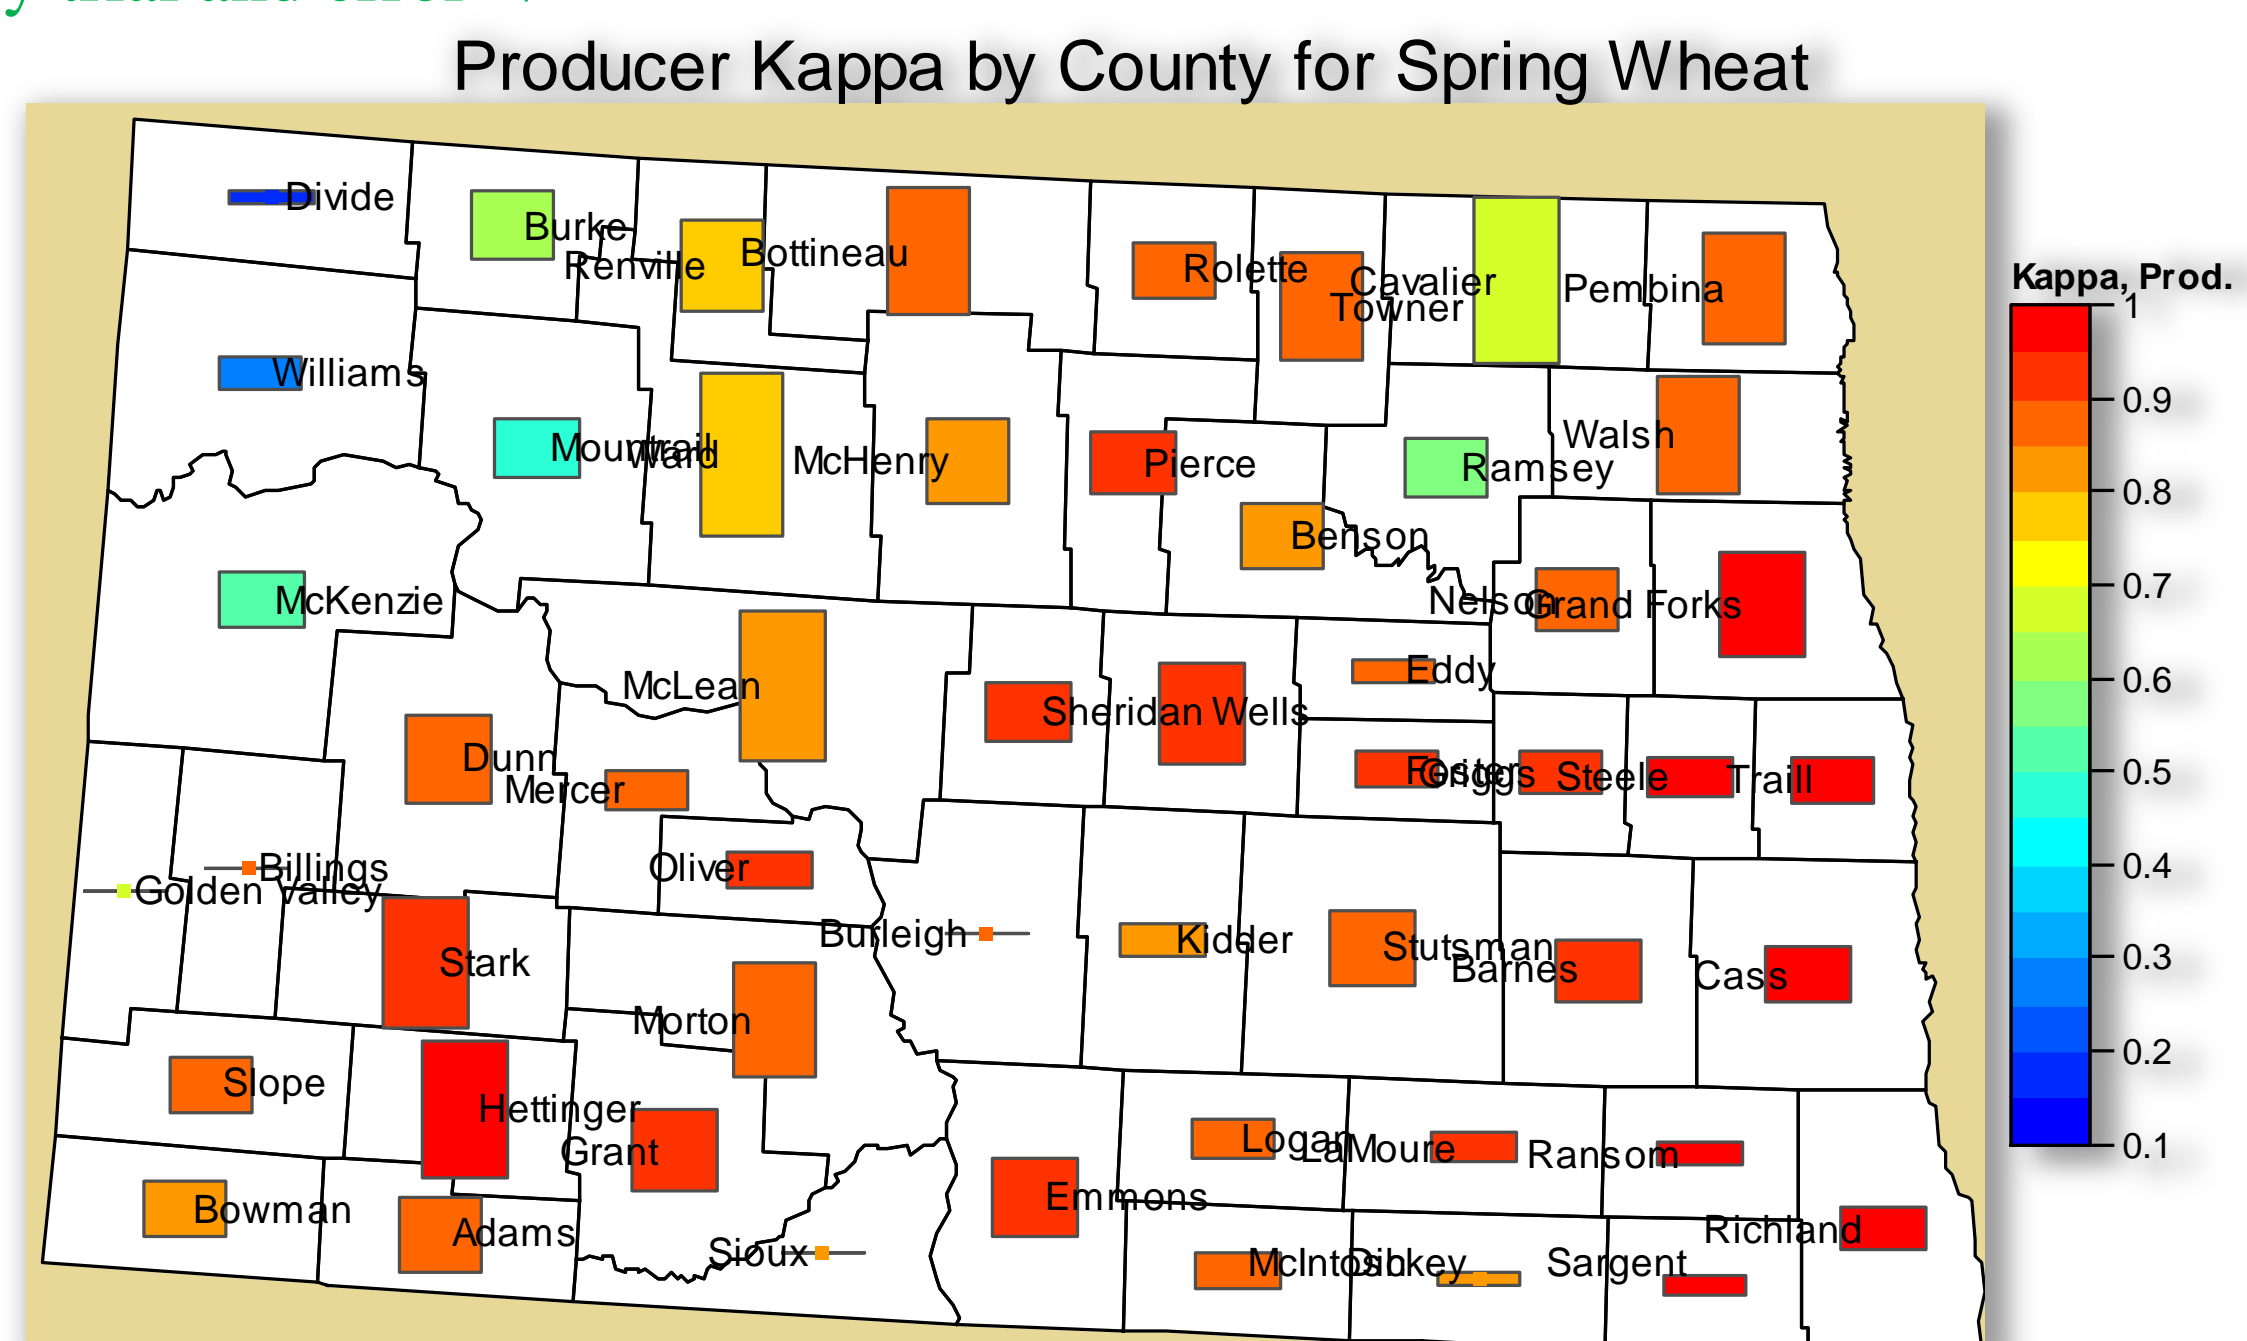 y trial and error
Producer Kappa by County for Spring Wheat
Divide
Burke
Renville
Bottineau
Rolette
Cavalier
Towner
Pembina
Kappa, Prod.
1
0.9
0.8
0.7
0.6
0.5
0.4
0.3
0.2
0.1
Williams
Mountrail
Ward
McHenry
Pierce
Ramsey
Walsh
Benson
McKenzie
Nelson
Grand Forks
McLean
Eddy
Sheridan
Wells
Dunn
Mercer
Foster
Griggs
Steele
Traill
Billings
Golden Valley
Oliver
Burleigh
Kidder
Stutsman
Barnes
Cass
Stark
Morton
Slope
Hettinger
Grant
Logan
LaMoure
Ransom
Bowman
Adams
Emmons
Richland
Sioux
McIntosh
Dickey
Sargent